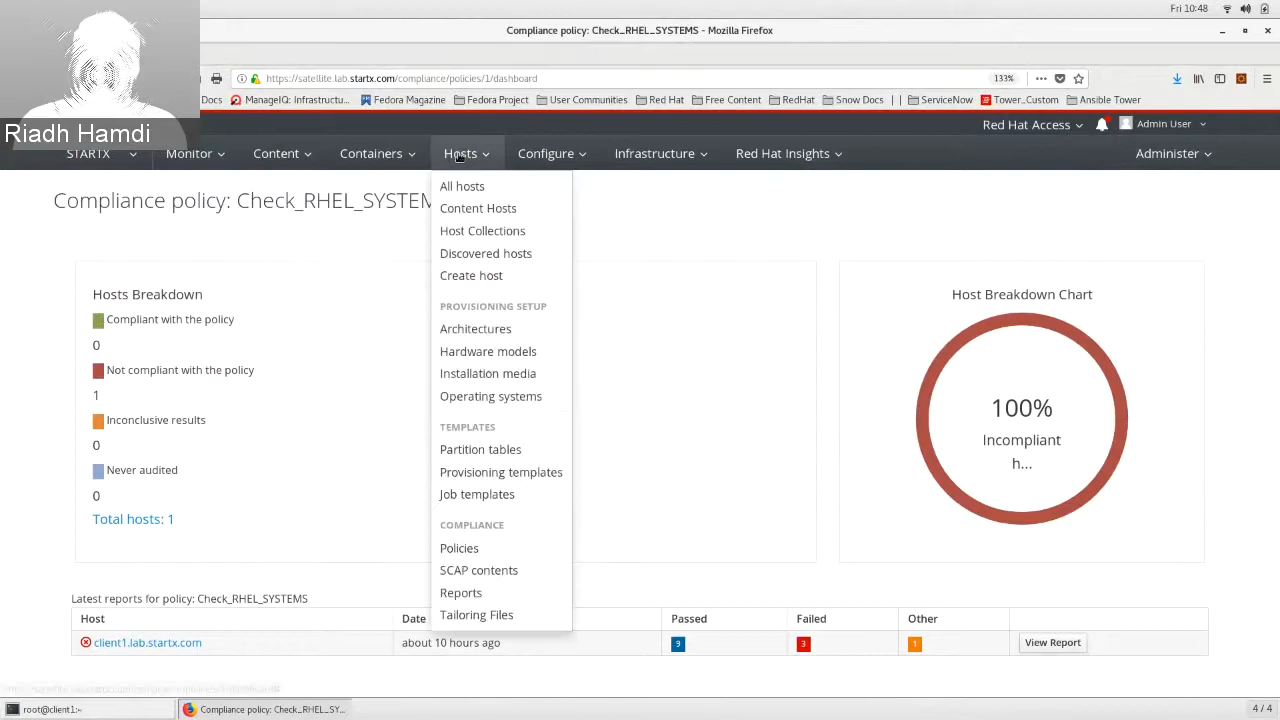 Fri 10:48
Compliance policy: Check_RHEL_SYSTEMS - Mozilla Firefox
https://satellite.lab.startx.com/compliance/policies/1/dashboard
133%
Docs
ManageIQ: Infrastructu...
Fedora Magazine
Fedora Project
User Communities
Red Hat
Free Content
RedHat
Snow Docs
ServiceNow
Tower_Custom
Ansible Tower
Riadh Hamdi
Red Hat Access
Admin User
STARTX
Monitor
Content
Containers
Hosts
Configure
Infrastructure
Red Hat Insights
Administer
Compliance policy: Check_RHEL_SYSTEM
All hosts
Content Hosts
Host Collections
Discovered hosts
Create host
PROVISIONING SETUP
Architectures
Hardware models
Installation media
Operating systems
TEMPLATES
Partition tables
Provisioning templates
Job templates
COMPLIANCE
Policies
SCAP contents
Reports
Tailoring Files
Hosts Breakdown
Compliant with the policy
0
Not compliant with the policy
1
Inconclusive results
0
Never audited
0
Total hosts: 1
Host Breakdown Chart
100%
Incompliant
h...
Latest reports for policy: Check_RHEL_SYSTEMS
Host
Date
Passed
Failed
Other
client1.lab.startx.com
about 10 hours ago
9
3
1
View Report
root@client1:~
Compliance policy: Check_RHEL_SY...
4 / 4